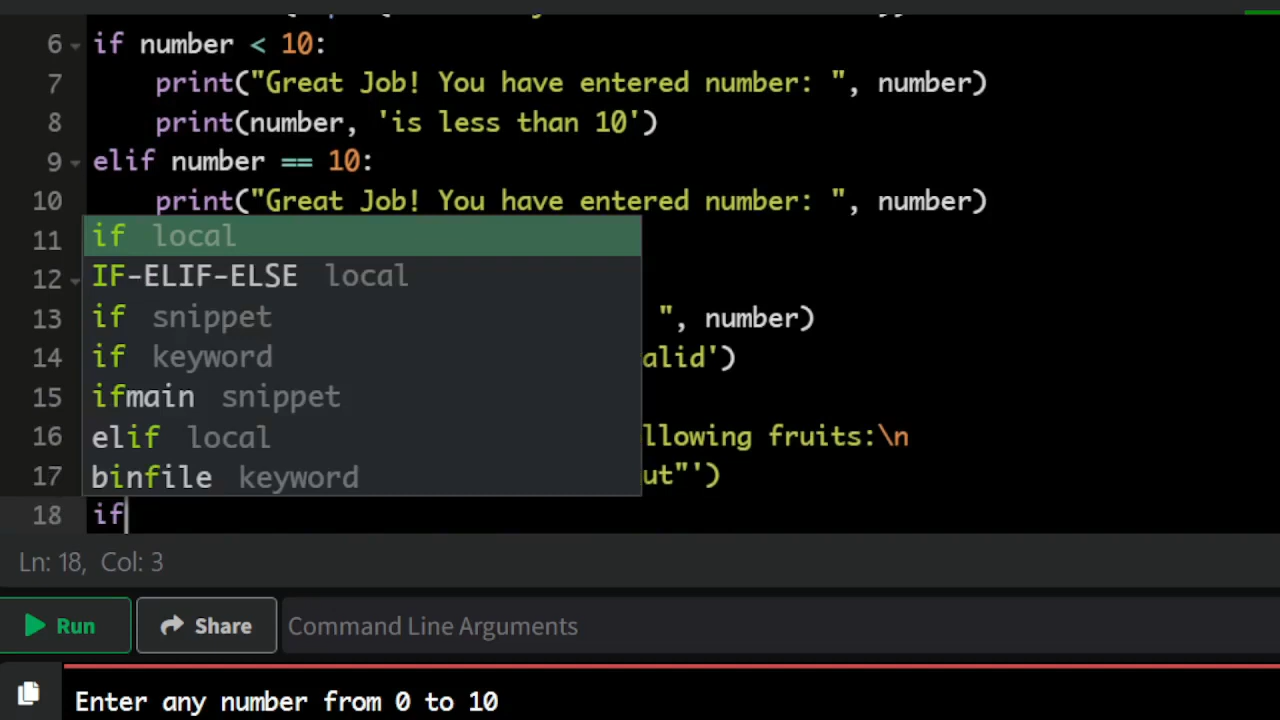 6 if number < 10:
7 print("Great Job! You have entered number: ", number)
8 print(number, 'is less than 10')
9 elif number == 10:
10 print("Great Job! You have entered number: ", number)
11 if local
12 IF-ELIF-ELSE local
13 if snippet ", number)
14 if keyword alid')
15 ifmain snippet
16 elif local llowing fruits:\n
17 binfile keyword ut"')
18 if
Ln: 18, Col: 3
Run Share Command Line Arguments
Enter any number from 0 to 10